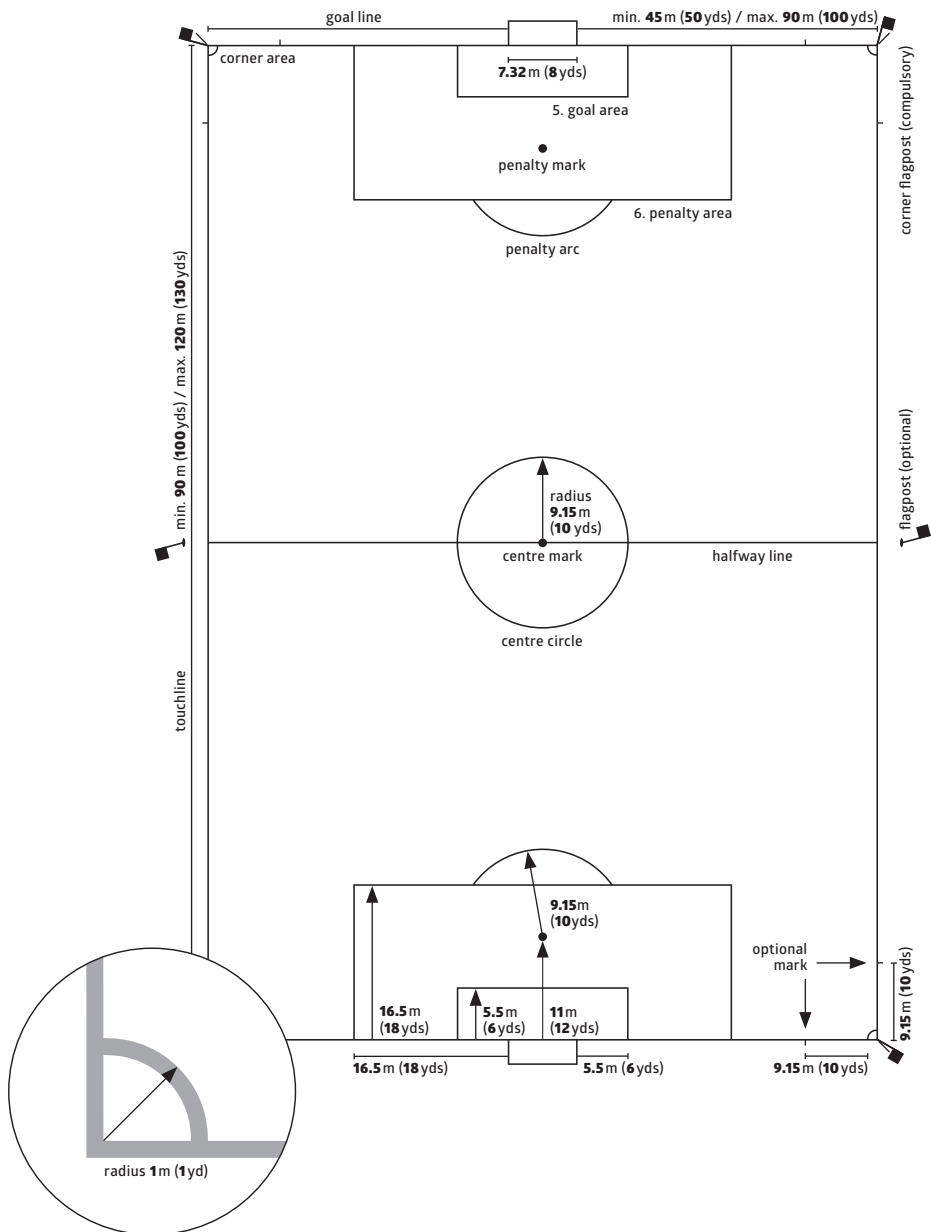 goal line
min. 45 m (50 yds) / max. 90 m (100 yds)
corner area
7.32 m (8 yds)
5. goal area
penalty mark
6. penalty area
penalty arc
corner flagpost (compulsory)
min. 90 m (100 yds) / max. 120 m (130 yds)
flagpost (optional)
radius
9.15 m
(10 yds)
centre mark
halfway line
centre circle
touchline
9.15 m
(10 yds)
optional
mark
9.15 m (10 yds)
16.5 m
(18 yds)
5.5 m
(6 yds)
11 m
(12 yds)
16.5 m (18 yds)
5.5 m (6 yds)
9.15 m (10 yds)
radius 1 m (1 yd)